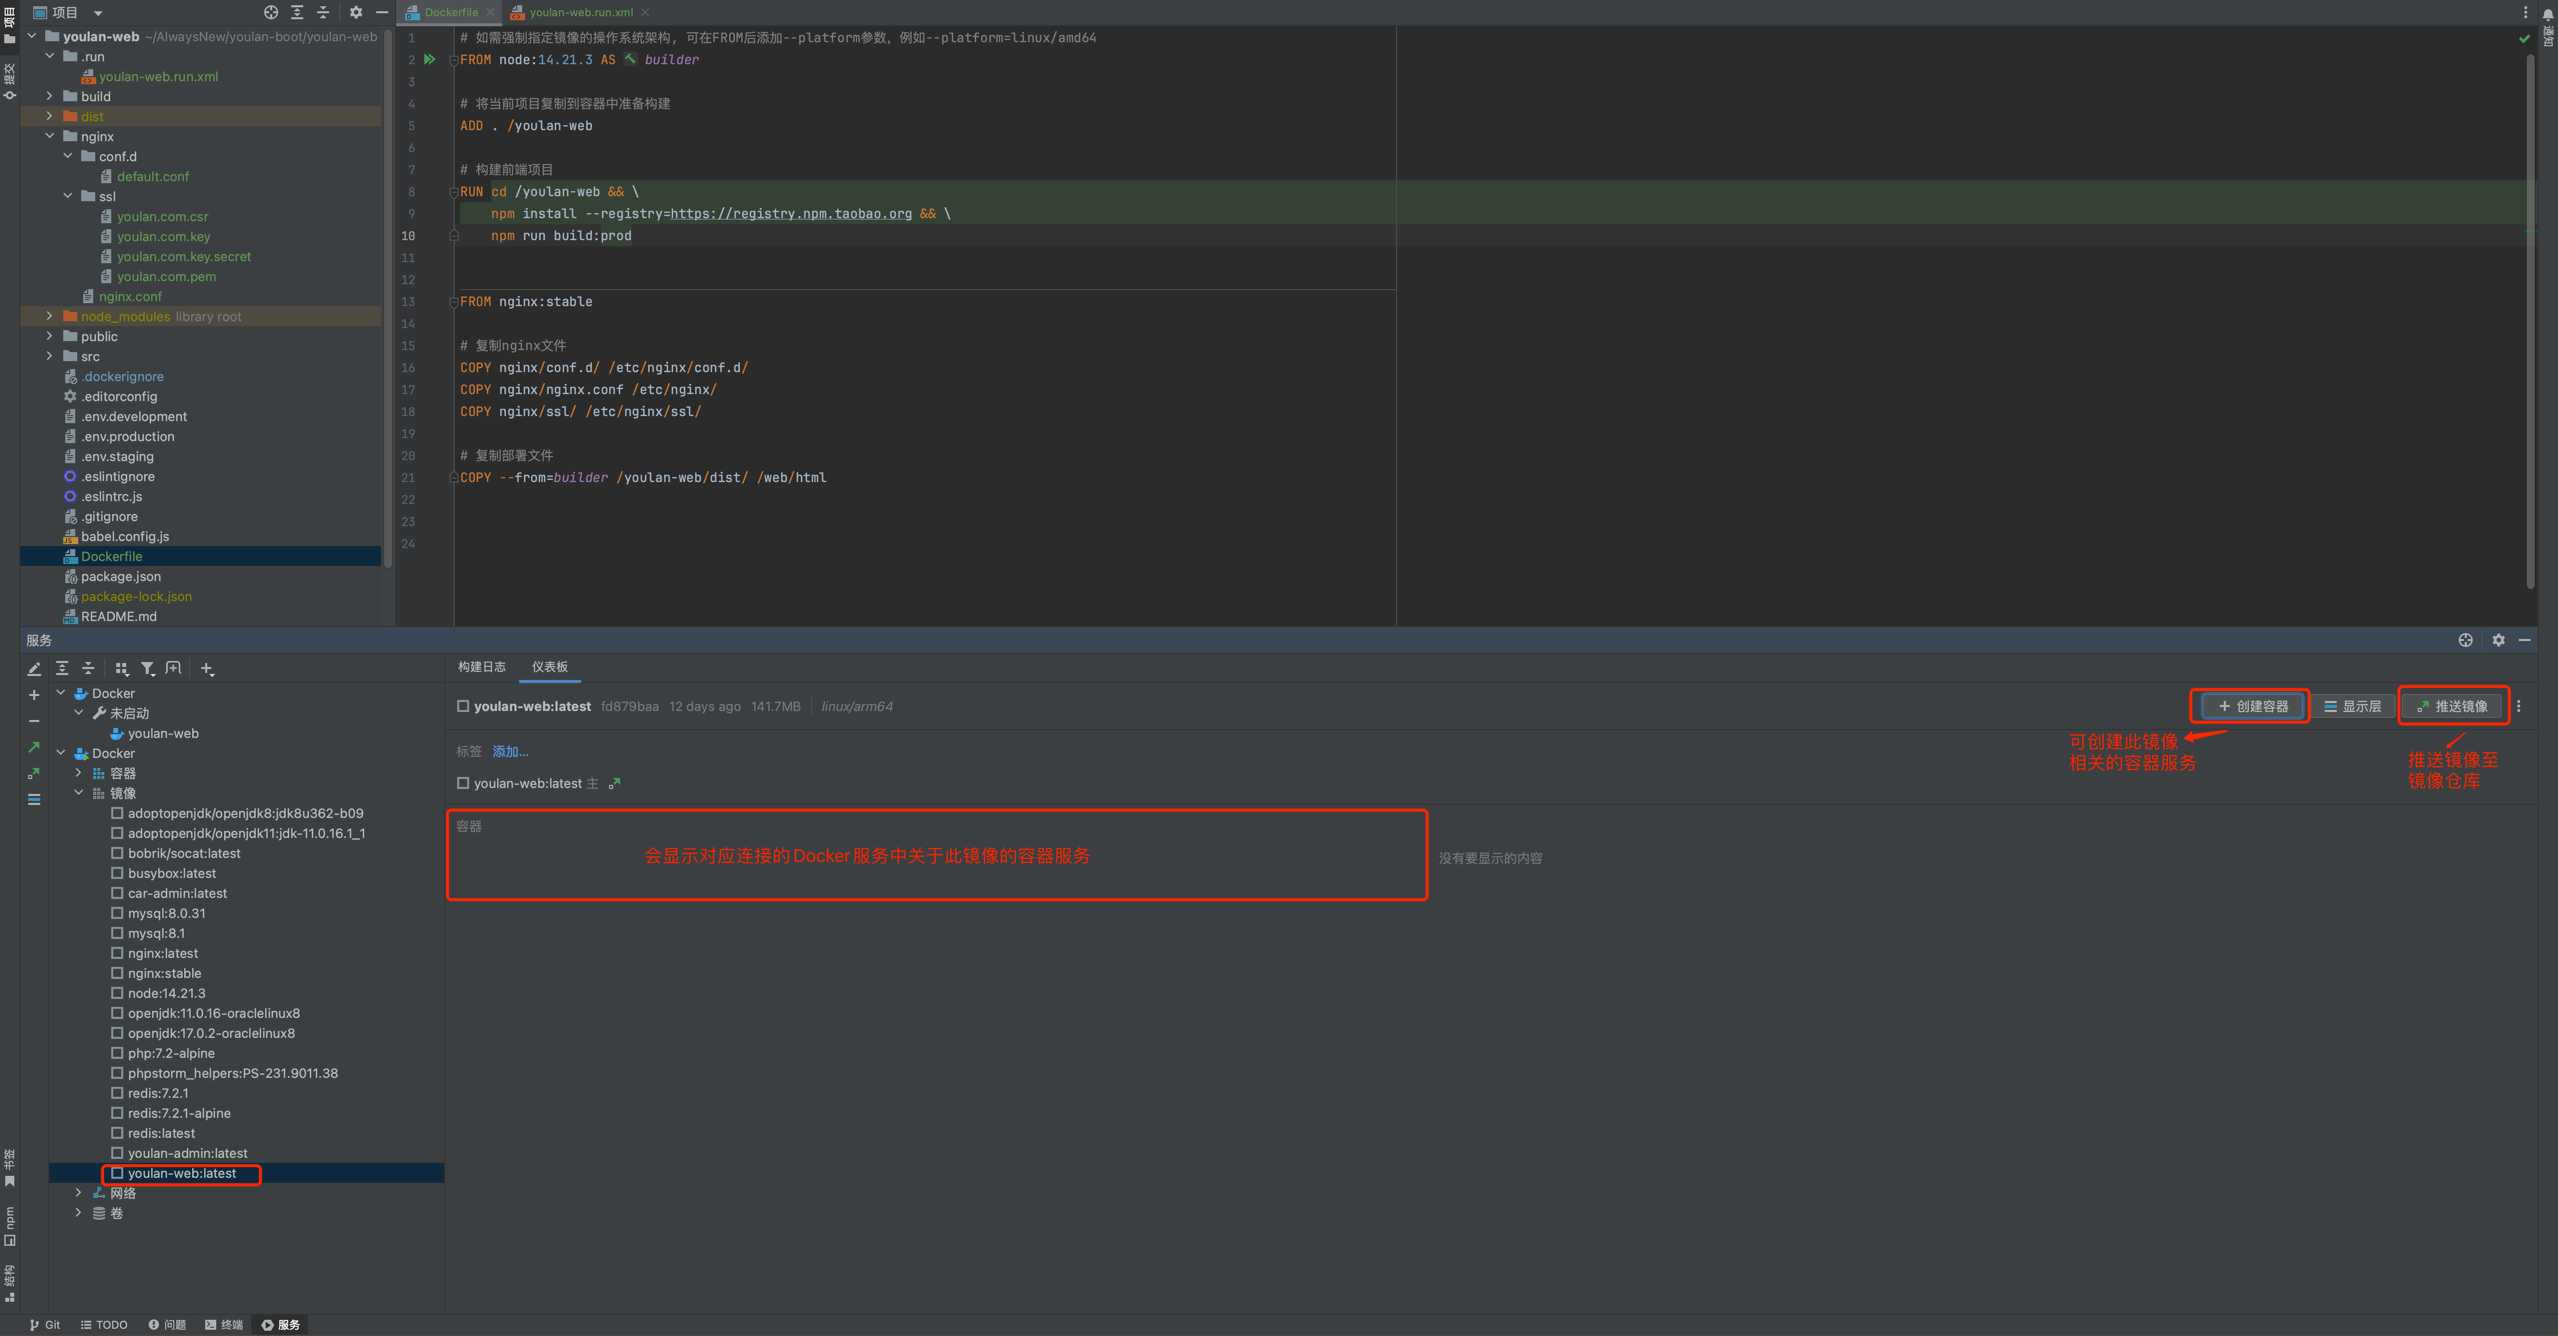 项目
youlan-web ~/AlwaysNew/youlan-boot/youlan-web
.run
youlan-web.run.xml
build
dist
nginx
conf.d
default.conf
ssl
youlan.com.csr
youlan.com.key
youlan.com.key.secret
youlan.com.pem
nginx.conf
node_modules library root
public
src
.dockerignore
.editorconfig
.env.development
.env.production
.env.staging
.eslintignore
.eslintrc.js
.gitignore
babel.config.js
Dockerfile
package.json
package-lock.json
README.md
项目
提交
Dockerfile
youlan-web.run.xml
通知
1 # 如需强制指定镜像的操作系统架构, 可在FROM后添加--platform参数, 例如--platform=linux/amd64
2 FROM node:14.21.3 AS builder
3
4 # 将当前项目复制到容器中准备构建
5 ADD . /youlan-web
6
7 # 构建前端项目
8 RUN cd /youlan-web && \
9 npm install --registry=https://registry.npm.taobao.org && \
10 npm run build:prod
11
12
13 FROM nginx:stable
14
15 # 复制nginx文件
16 COPY nginx/conf.d/ /etc/nginx/conf.d/
17 COPY nginx/nginx.conf /etc/nginx/
18 COPY nginx/ssl/ /etc/nginx/ssl/
19
20 # 复制部署文件
21 COPY --from=builder /youlan-web/dist/ /web/html
22
23
24
服务
Docker
未启动
youlan-web
Docker
容器
镜像
adoptopenjdk/openjdk8:jdk8u362-b09
adoptopenjdk/openjdk11:jdk-11.0.16.1_1
bobrik/socat:latest
busybox:latest
car-admin:latest
mysql:8.0.31
mysql:8.1
nginx:latest
nginx:stable
node:14.21.3
openjdk:11.0.16-oraclelinux8
openjdk:17.0.2-oraclelinux8
php:7.2-alpine
phpstorm_helpers:PS-231.9011.38
redis:7.2.1
redis:7.2.1-alpine
redis:latest
youlan-admin:latest
youlan-web:latest
网络
卷
构建日志 仪表板
youlan-web:latest fd879baa 12 days ago 141.7MB linux/arm64
创建容器 显示层 推送镜像
可创建此镜像
相关的容器服务
推送镜像至
镜像仓库
标签 添加...
youlan-web:latest 主
容器
会显示对应连接的Docker服务中关于此镜像的容器服务
没有要显示的内容
书签
npm
结构
Git TODO 问题 终端 服务